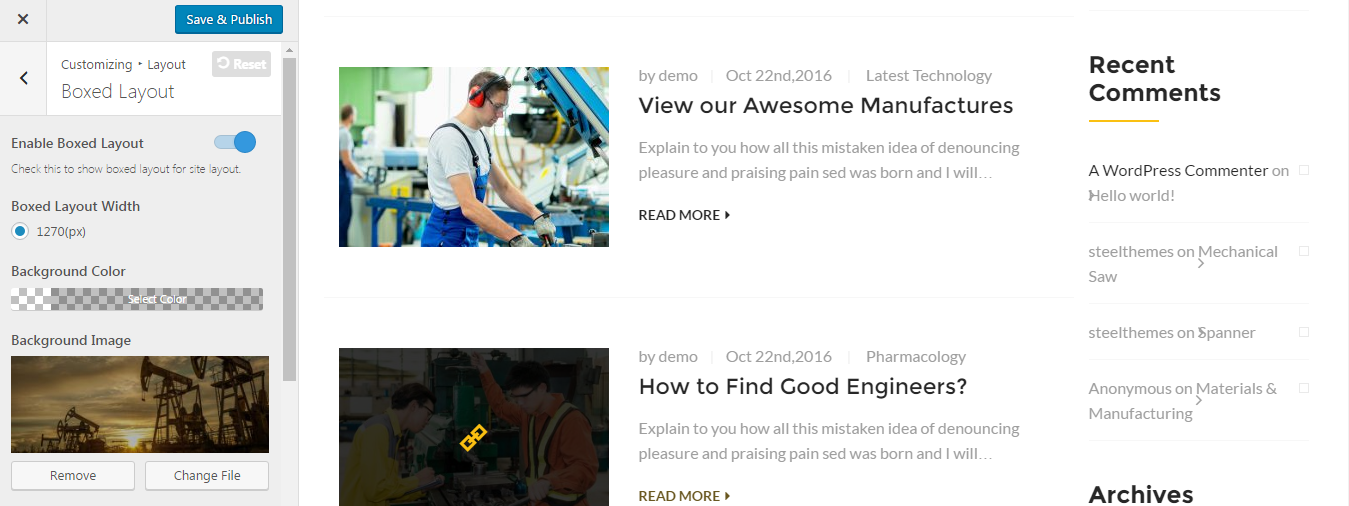 Save & Publish
Customizing ‣ Layout
Reset
Boxed Layout
Enable Boxed Layout
Check this to show boxed layout for site layout.
Boxed Layout Width
1270(px)
Background Color
Select Color
Background Image
Remove
Change File
by demo
Oct 22nd,2016
Latest Technology
View our Awesome Manufactures
Explain to you how all this mistaken idea of denouncing
pleasure and praising pain sed was born and I will…
READ MORE
by demo
Oct 22nd,2016
Pharmacology
How to Find Good Engineers?
Explain to you how all this mistaken idea of denouncing
pleasure and praising pain sed was born and I will…
READ MORE
Recent
Comments
A WordPress Commenter on
Hello world!
steelthemes on Mechanical
Saw
steelthemes on Spanner
Anonymous on Materials &
Manufacturing
Archives